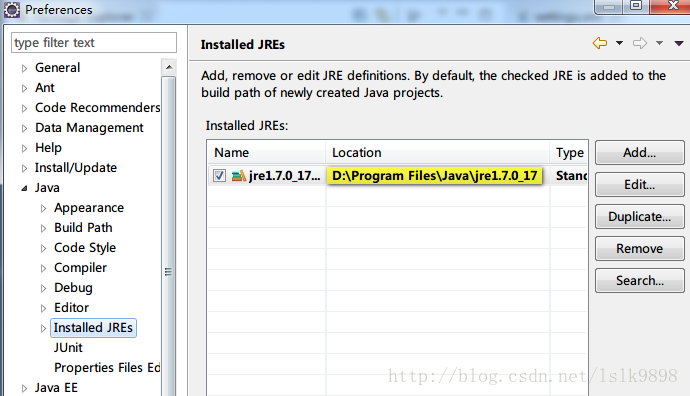 Preferences
type filter text
General
Ant
Code Recommenders
Data Management
Help
Install/Update
Java
Appearance
Build Path
Code Style
Compiler
Debug
Editor
Installed JREs
JUnit
Properties Files Ed
Java EE
Installed JREs
Add, remove or edit JRE definitions. By default, the checked JRE is added to the
build path of newly created Java projects.
Installed JREs:
Name Location Type
jre1.7.0_17... D:\Program Files\Java\jre1.7.0_17 Stand
Add...
Edit...
Duplicate...
Remove
Search...
http://blog.csdn.net/lslk9898